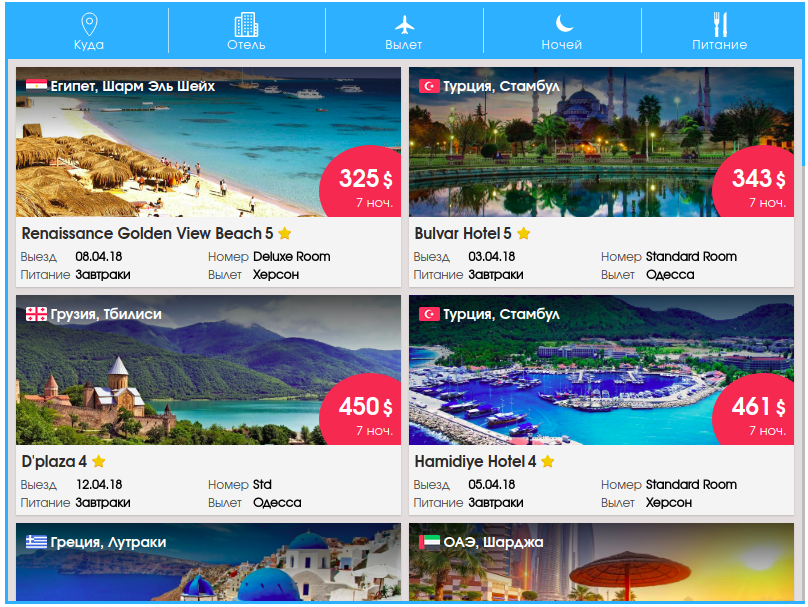 Куда
Отель
Вылет
Ночей
Питание
Египет, Шарм Эль Шейх
325 $
7 ноч.
Renaissance Golden View Beach 5
Выезд 08.04.18 Номер Deluxe Room
Питание Завтраки Вылет Херсон
Турция, Стамбул
343 $
7 ноч.
Bulvar Hotel 5
Выезд 03.04.18 Номер Standard Room
Питание Завтраки Вылет Одесса
Грузия, Тбилиси
450 $
7 ноч.
D'plaza 4
Выезд 12.04.18 Номер Std
Питание Завтраки Вылет Одесса
Турция, Стамбул
461 $
7 ноч.
Hamidiye Hotel 4
Выезд 05.04.18 Номер Standard Room
Питание Завтраки Вылет Херсон
Греция, Лутраки
ОАЭ, Шарджа